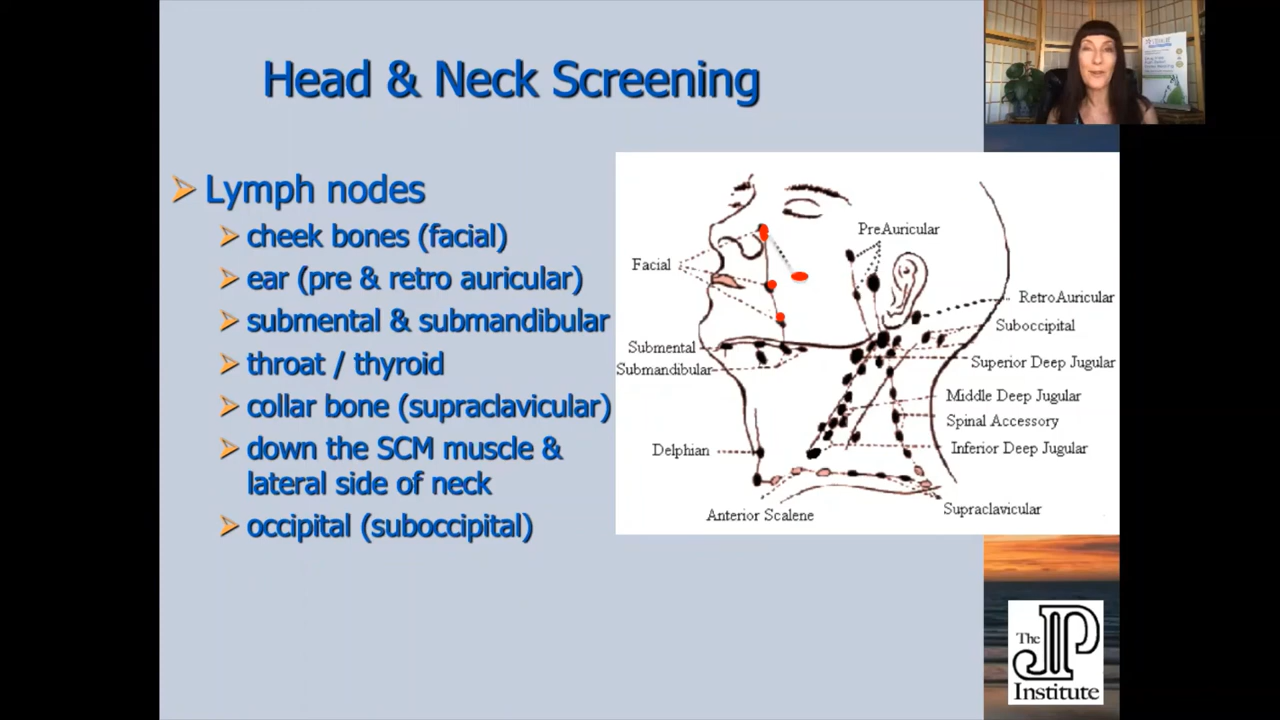 Head & Neck Screening
Lymph nodes
cheek bones (facial)
ear (pre & retro auricular)
submental & submandibular
throat / thyroid
collar bone (supraclavicular)
down the SCM muscle &
lateral side of neck
occipital (suboccipital)
PreAuricular
Facial
RetroAuricular
Suboccipital
Submental
Superior Deep Jugular
Submandibular
Middle Deep Jugular
Spinal Accessory
Delphian
Inferior Deep Jugular
Supraclavicular
Anterior Scalene
The JP
Institute